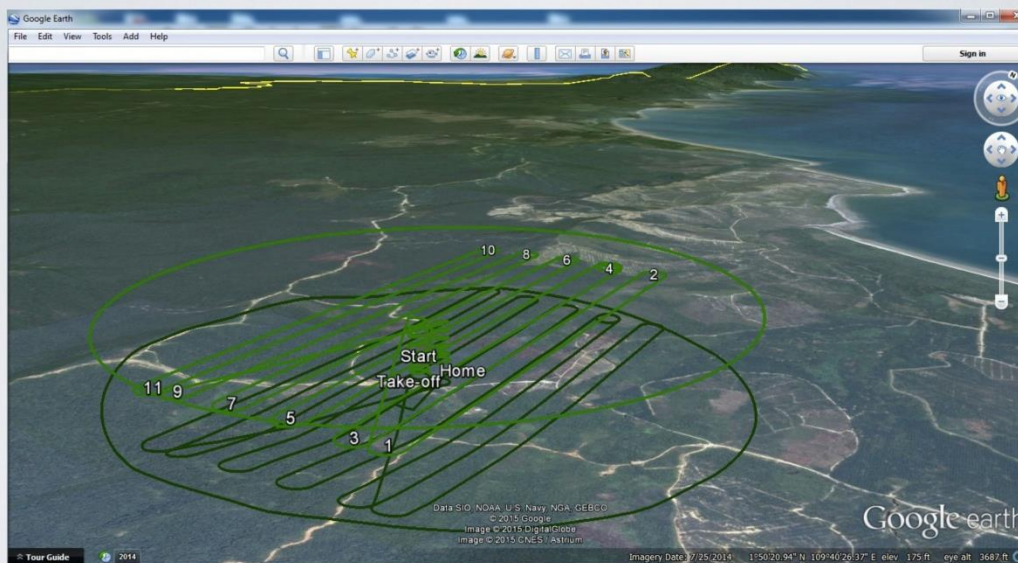 Google Earth
File Edit View Tools Add Help
Sign in
N
10 8 6 4 2
Start
Home
Take-off
11 9 7 5 3 1
Data SIO, NOAA, U.S. Navy, NGA, GEBCO
© 2015 Google
Image © 2015 DigitalGlobe
Image © 2015 CNES / Astrium
Google earth
Tour Guide
2014
Imagery Date: 7/25/2014 1°50'20.94" N 109°40'26.37" E elev 175 ft eye alt 3687 ft